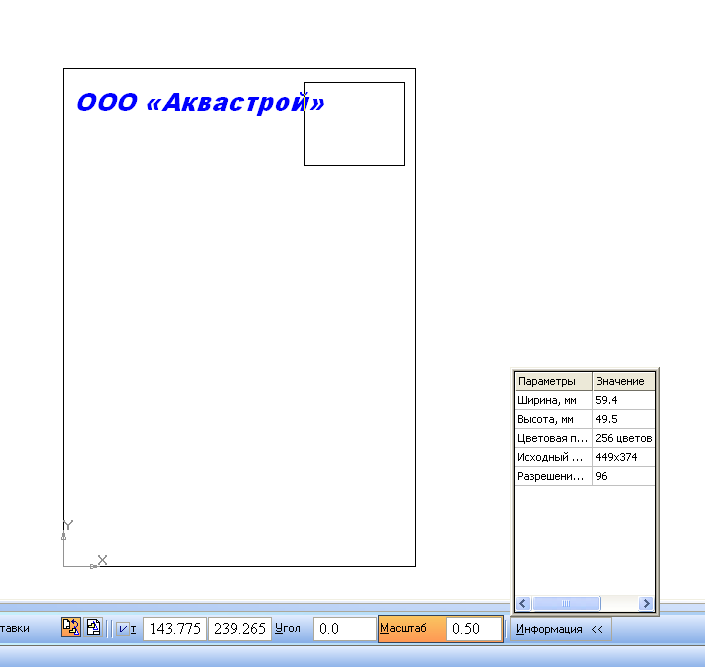 ООО «Аквастрой»
Параметры Значение
Ширина, мм 59.4
Высота, мм 49.5
Цветовая п... 256 цветов
Исходный ... 449x374
Разрешени... 96
Y
X
тавки т 143.775 239.265 Угол 0.0 Масштаб 0.50 Информация <<